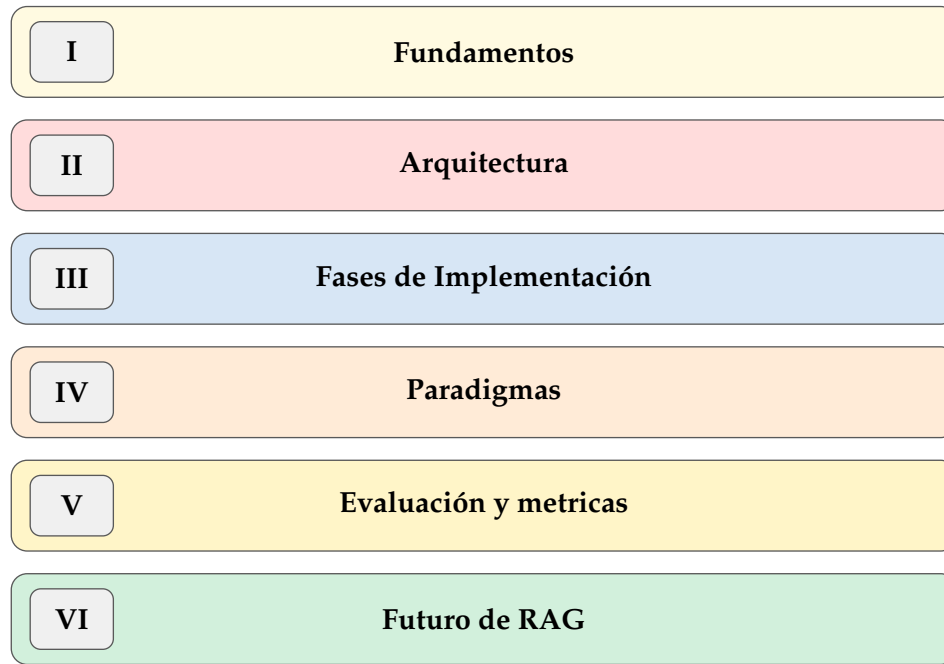 I
Fundamentos
II
Arquitectura
III
Fases de Implementación
IV
Paradigmas
V
Evaluación y metricas
VI
Futuro de RAG